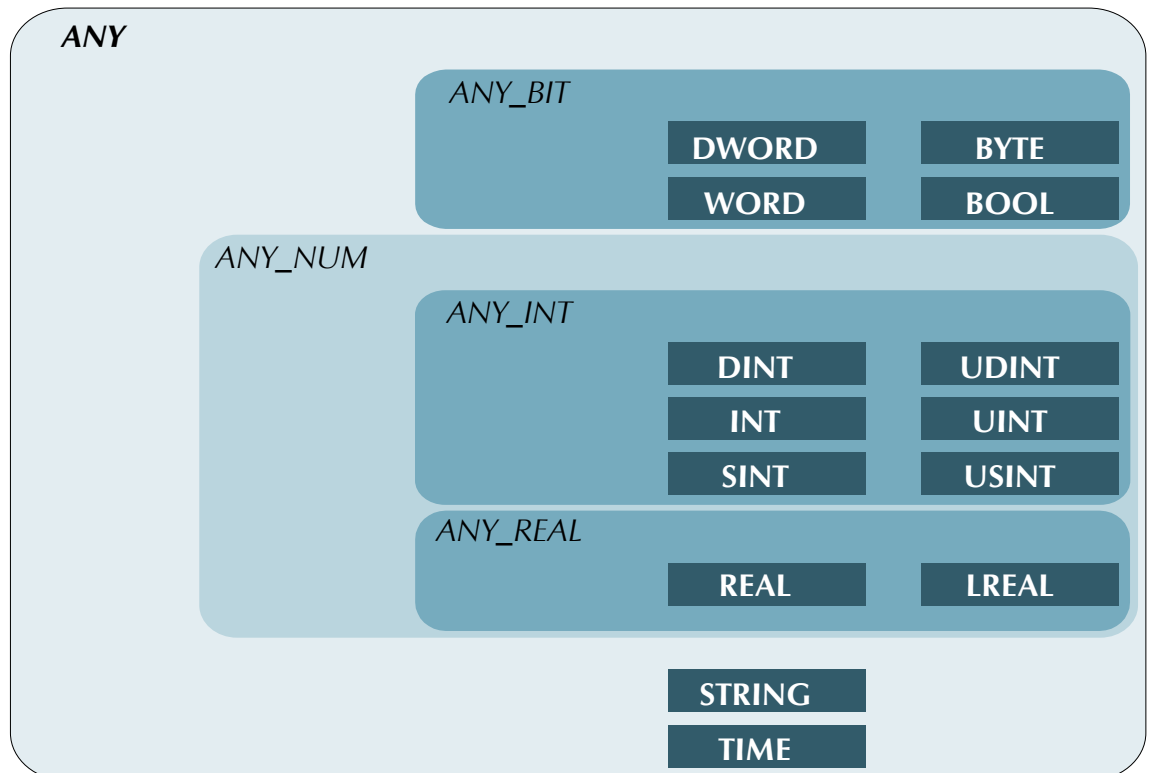 ANY
ANY_BIT
DWORD BYTE
WORD BOOL
ANY_NUM
ANY_INT
DINT UDINT
INT UINT
SINT USINT
ANY_REAL
REAL LREAL
STRING
TIME